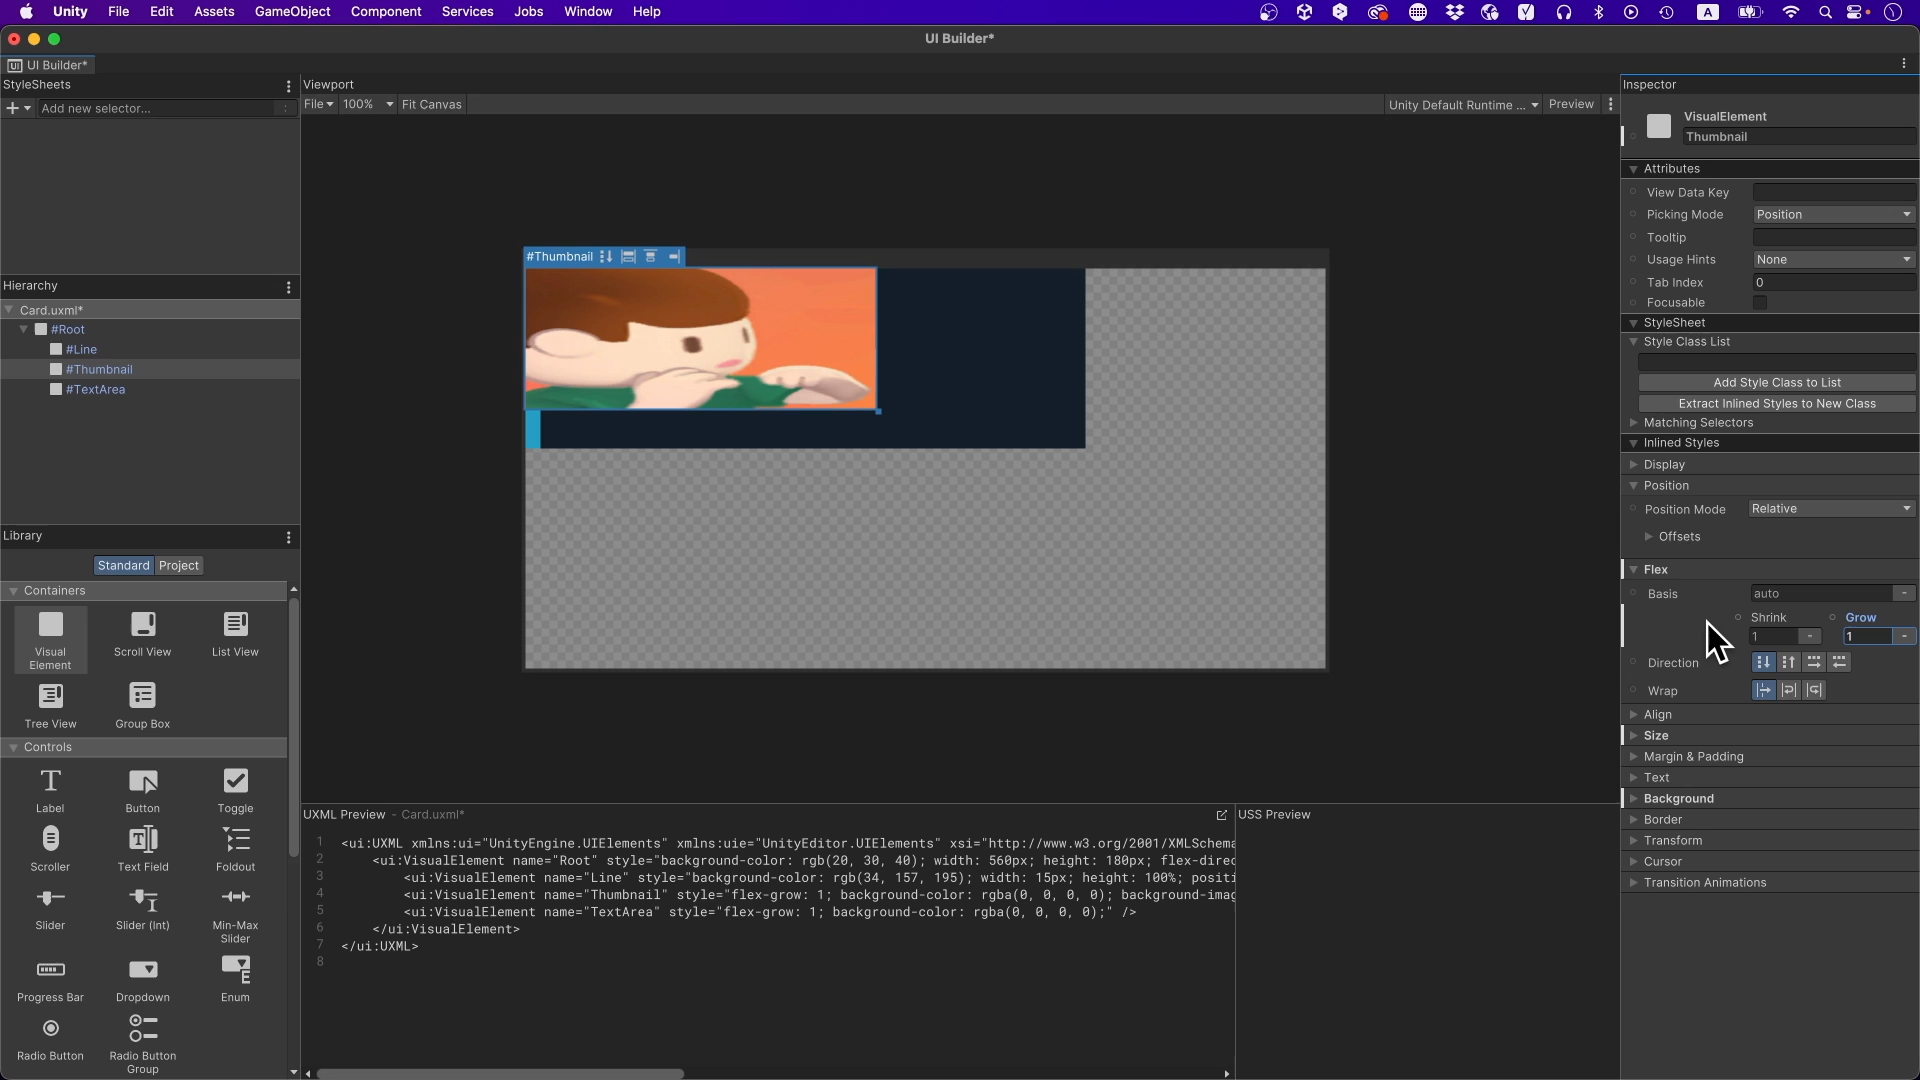 Unity File Edit Assets GameObject Component Services Jobs Window Help A
UI Builder*
UI UI Builder*
StyleSheets
Add new selector...
Viewport
File 100% Fit Canvas
Unity Default Runtime ... Preview
#Thumbnail
Hierarchy
Card.uxml*
#Root
#Line
#Thumbnail
#TextArea
Library
Standard Project
Containers
Visual Element
Scroll View
List View
Tree View
Group Box
Controls
Label
Button
Toggle
Scroller
Text Field
Foldout
Slider
Slider (Int)
Min-Max Slider
Progress Bar
Dropdown
Enum
Radio Button
Radio Button Group
UXML Preview - Card.uxml*
1 <ui:UXML xmlns:ui="UnityEngine.UIElements" xmlns:uie="UnityEditor.UIElements" xsi="http://www.w3.org/2001/XMLSchema
2 <ui:VisualElement name="Root" style="background-color: rgb(20, 30, 40); width: 560px; height: 180px; flex-direc
3 <ui:VisualElement name="Line" style="background-color: rgb(34, 157, 195); width: 15px; height: 100%; positi
4 <ui:VisualElement name="Thumbnail" style="flex-grow: 1; background-color: rgba(0, 0, 0, 0); background-imag
5 <ui:VisualElement name="TextArea" style="flex-grow: 1; background-color: rgba(0, 0, 0, 0);" />
6 </ui:VisualElement>
7 </ui:UXML>
8
USS Preview
Inspector
VisualElement
Thumbnail
Attributes
View Data Key
Picking Mode Position
Tooltip
Usage Hints None
Tab Index 0
Focusable
StyleSheet
Style Class List
Add Style Class to List
Extract Inlined Styles to New Class
Matching Selectors
Inlined Styles
Display
Position
Position Mode Relative
Offsets
Flex
Basis auto -
Shrink Grow
1 - 1 -
Direction
Wrap
Align
Size
Margin & Padding
Text
Background
Border
Transform
Cursor
Transition Animations